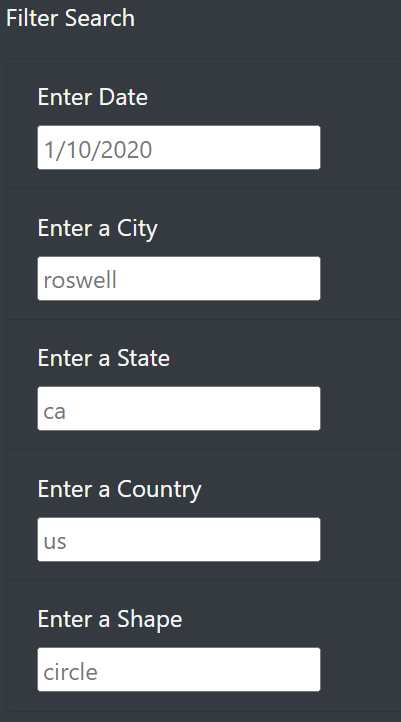 Filter Search
Enter Date
1/10/2020
Enter a City
roswell
Enter a State
ca
Enter a Country
us
Enter a Shape
circle